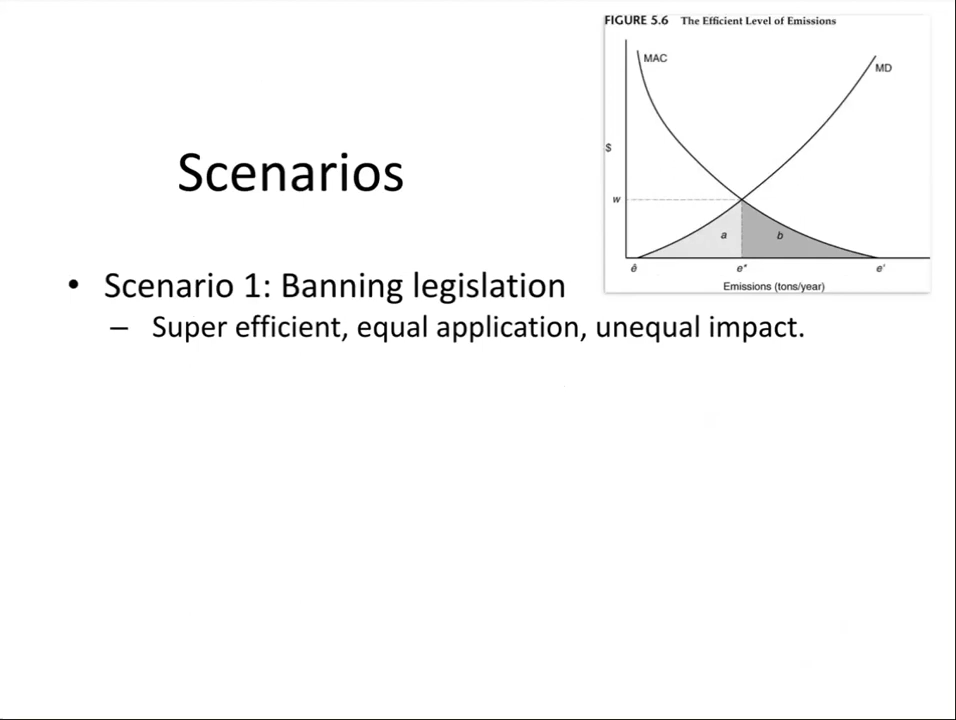 FIGURE 5.6 The Efficient Level of Emissions
MAC
MD
$
w
a
b
ê
e*
e'
Emissions (tons/year)
Scenarios
• Scenario 1: Banning legislation
– Super efficient, equal application, unequal impact.